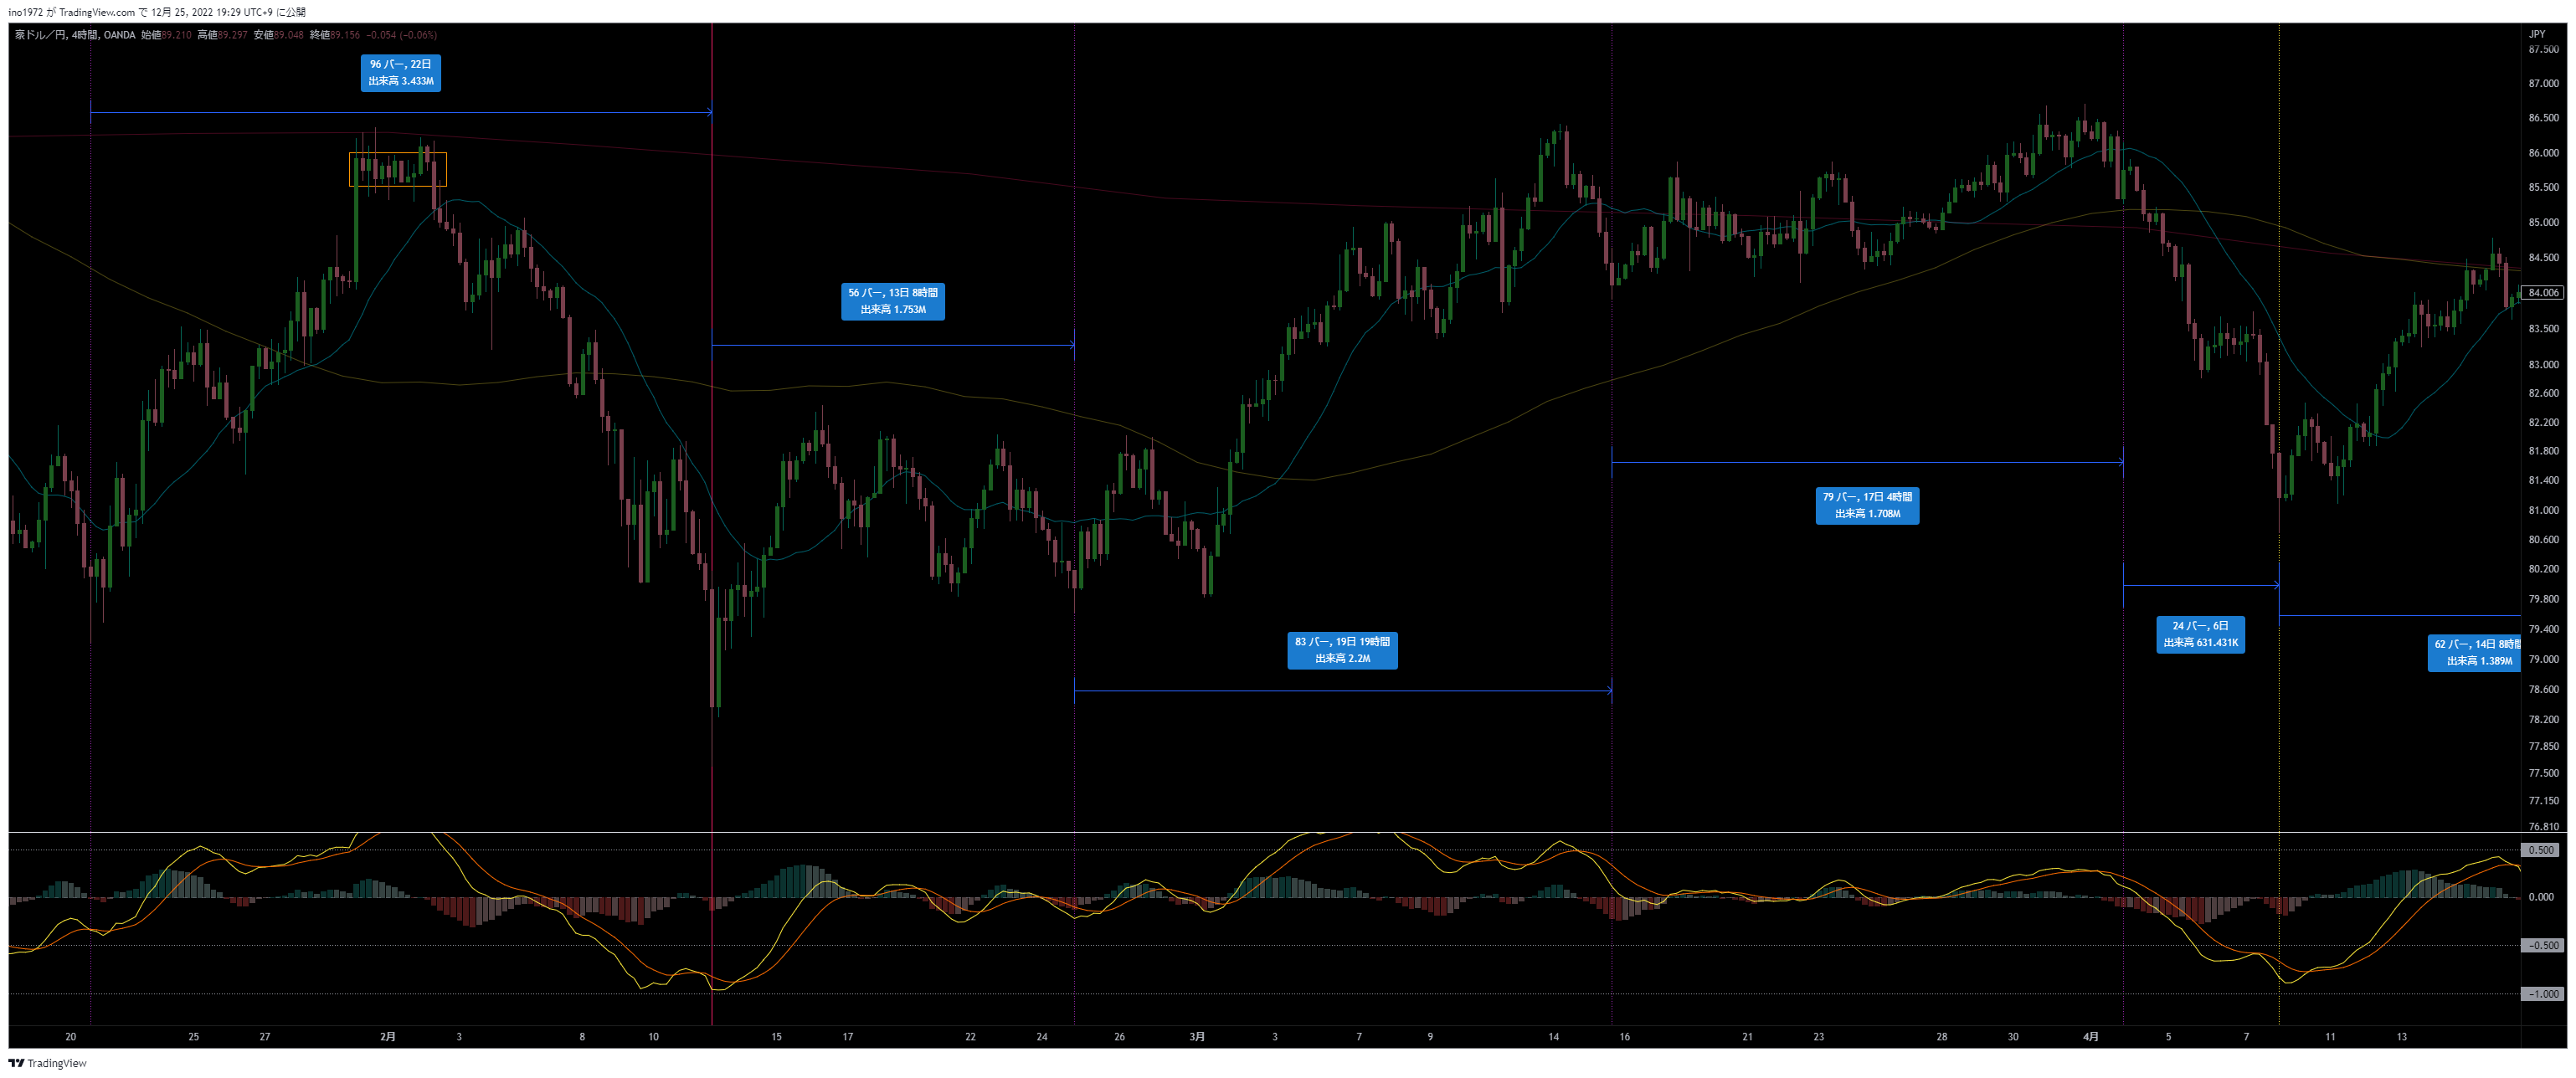 ino1972 が TradingView.com で 12月 25, 2022 19:29 UTC+9 に公開
豪ドル／円, 4時間, OANDA 始値89.210 高値89.297 安値89.048 終値89.156 −0.054 (−0.06%)
JPY
87.500
87.000
86.500
86.000
85.500
85.000
84.500
84.006
83.500
83.000
82.600
82.200
81.800
81.400
81.000
80.600
80.200
79.800
79.400
79.000
78.600
78.200
77.850
77.500
77.150
76.810
96 バー, 22日
出来高 3.433M
56 バー, 13日 8時間
出来高 1.753M
83 バー, 19日 19時間
出来高 2.2M
79 バー, 17日 4時間
出来高 1.708M
24 バー, 6日
出来高 631.431K
62 バー, 14日 8時間
出来高 1.389M
0.500
0.000
−0.500
−1.000
20 25 27 2月 3 8 10 15 17 22 24 26 3月 3 7 9 14 16 21 23 28 30 4月 5 7 11 13
TradingView